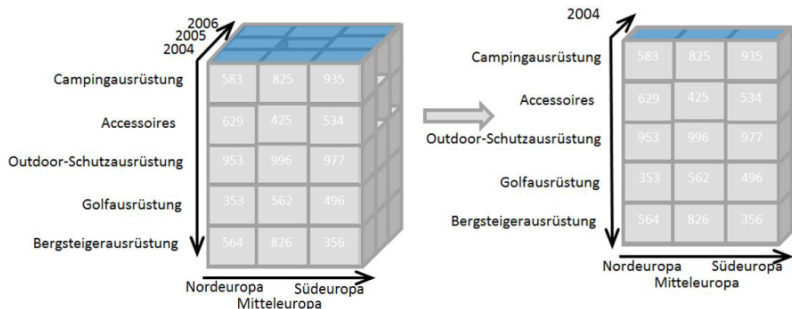 2006
2005
2004
Campingausrüstung
583 825 935
Accessoires
629 425 534
Outdoor-Schutzausrüstung
953 996 977
Golfausrüstung
353 562 496
Bergsteigerausrüstung
564 826 356
Nordeuropa
Mitteleuropa
Südeuropa
2004
Campingausrüstung
583 825 935
Accessoires
629 425 534
Outdoor-Schutzausrüstung
953 996 977
Golfausrüstung
353 562 496
Bergsteigerausrüstung
564 826 356
Nordeuropa
Mitteleuropa
Südeuropa